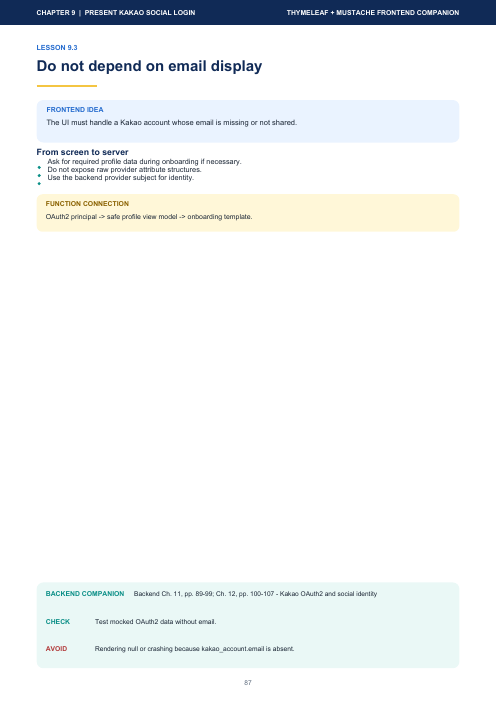 CHAPTER 9 | PRESENT KAKAO SOCIAL LOGIN
THYMELEAF + MUSTACHE FRONTEND COMPANION
LESSON 9.3
Do not depend on email display
FRONTEND IDEA
The UI must handle a Kakao account whose email is missing or not shared.
From screen to server
Ask for required profile data during onboarding if necessary.
Do not expose raw provider attribute structures.
Use the backend provider subject for identity.
FUNCTION CONNECTION
OAuth2 principal -> safe profile view model -> onboarding template.
BACKEND COMPANION Backend Ch. 11, pp. 89-99; Ch. 12, pp. 100-107 - Kakao OAuth2 and social identity
CHECK Test mocked OAuth2 data without email.
AVOID Rendering null or crashing because kakao_account.email is absent.
87